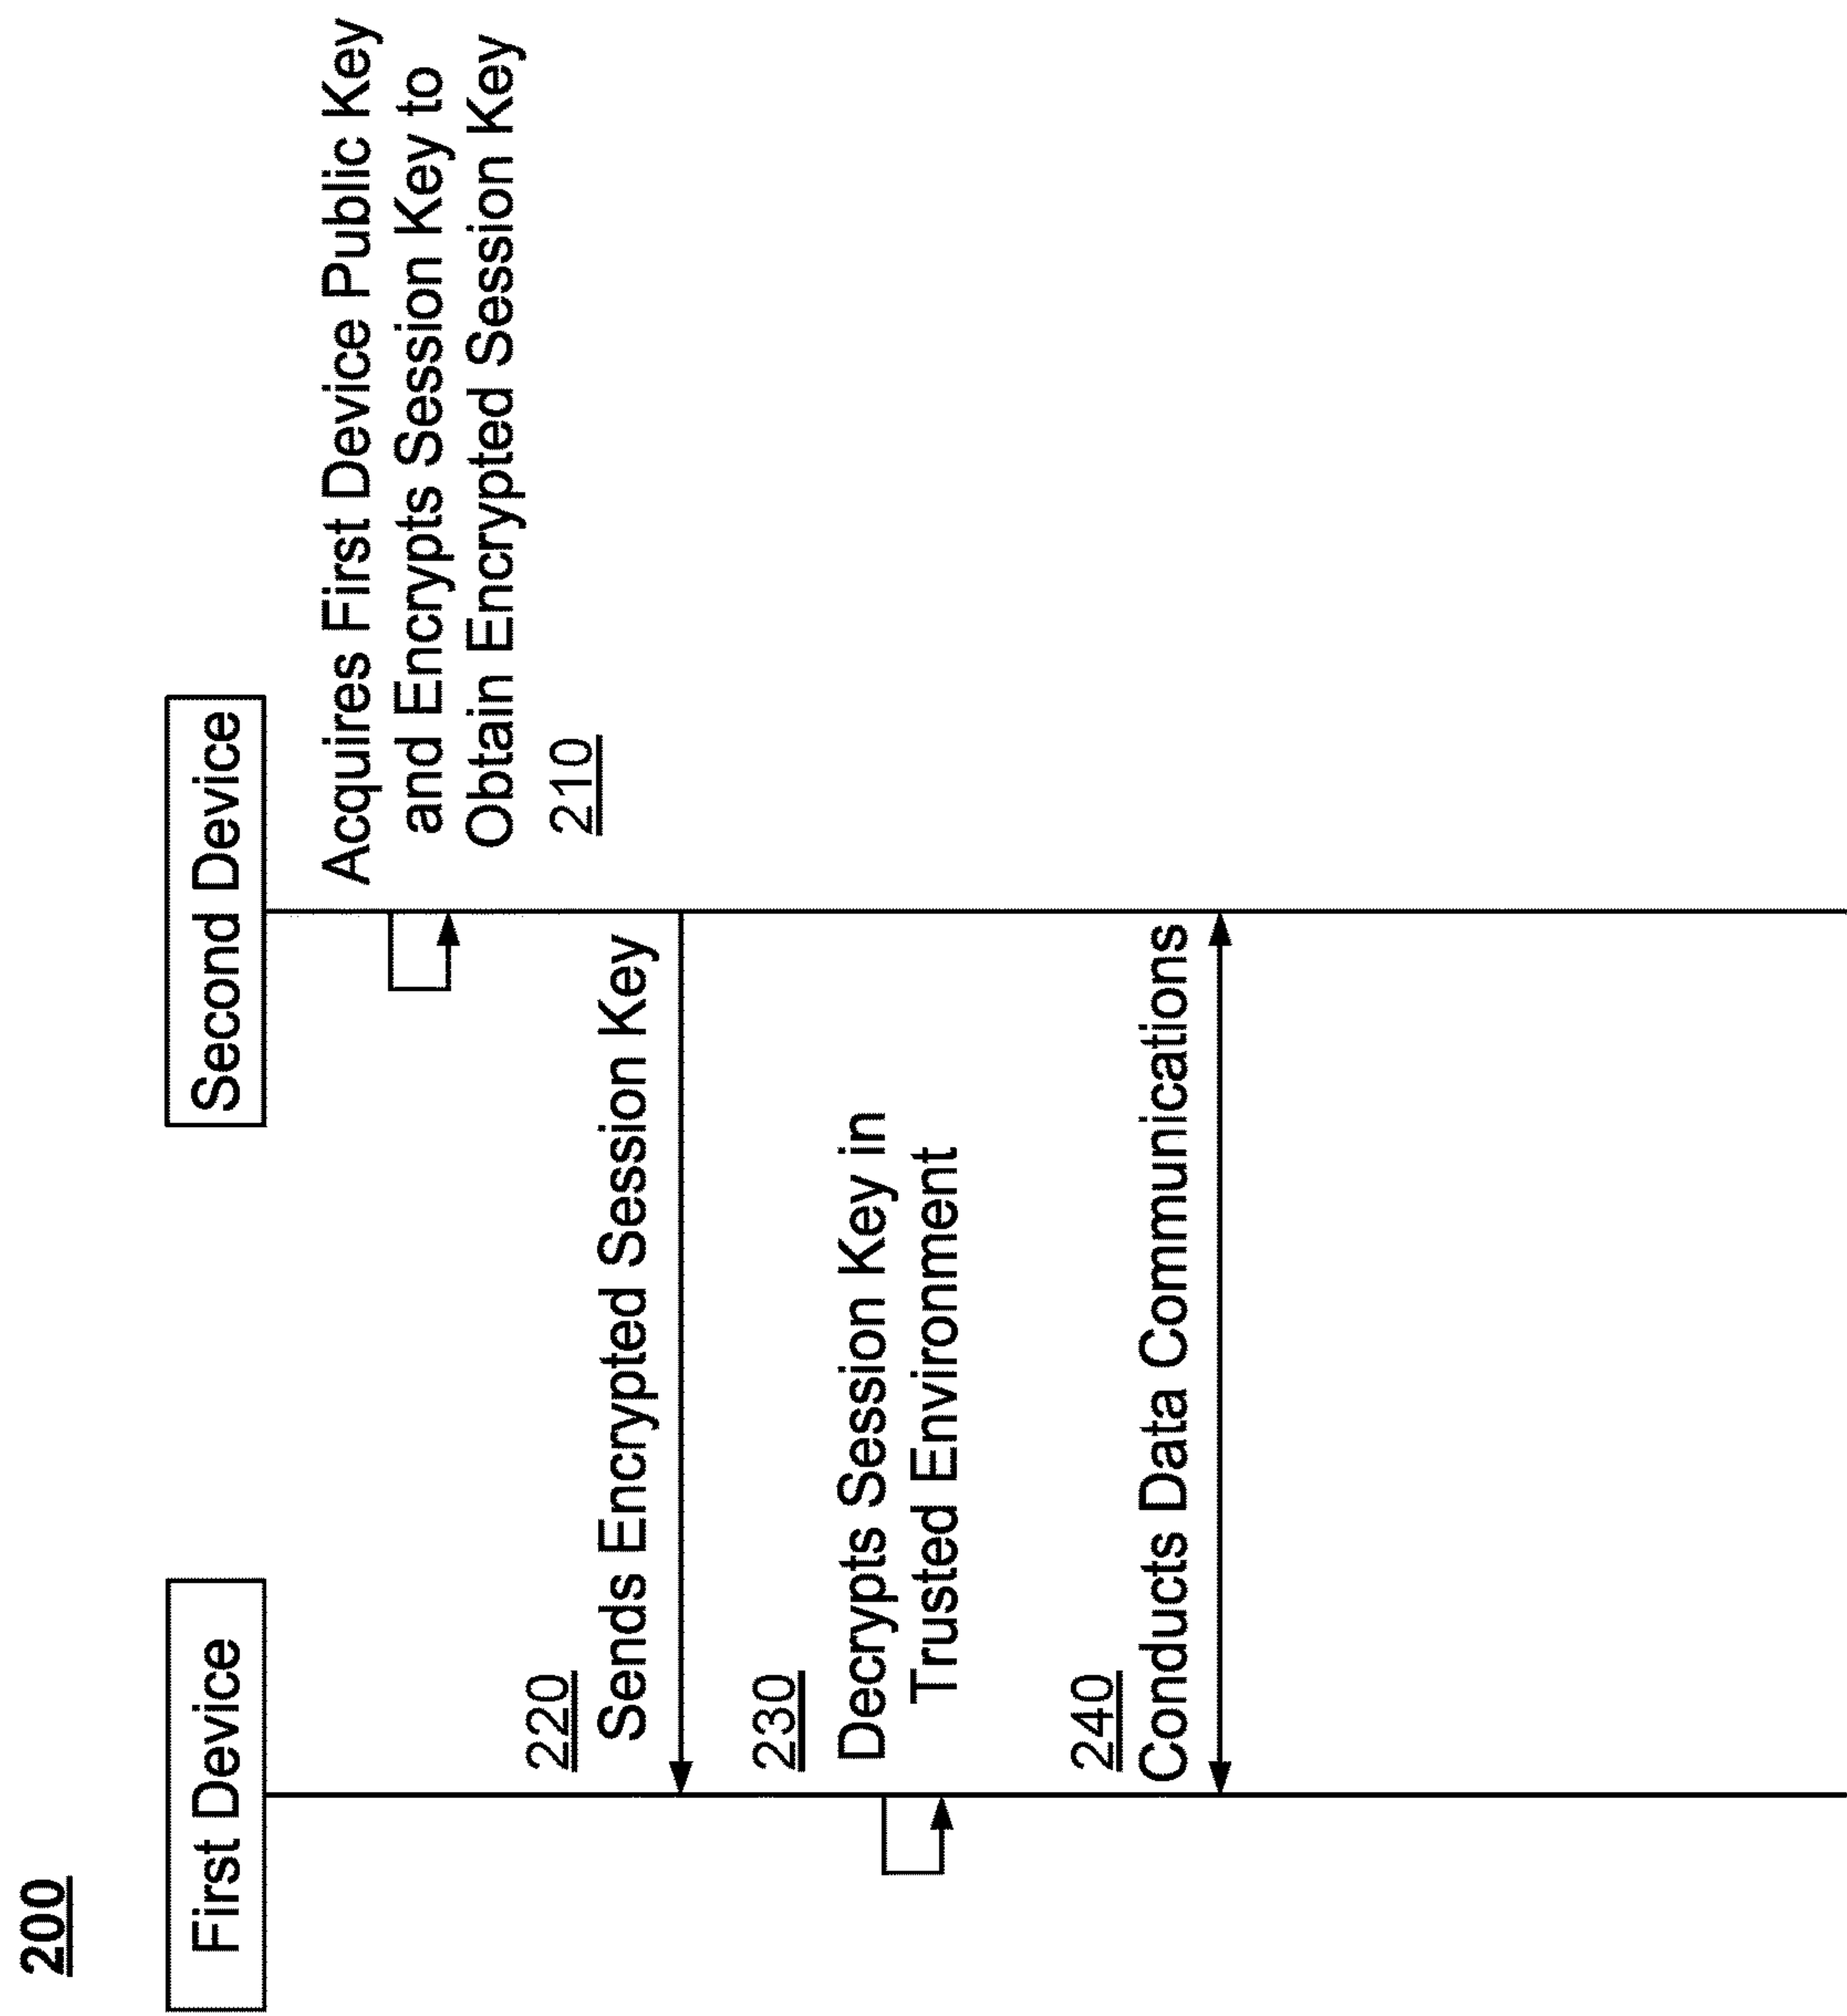 200
First Device
Second Device
Acquires First Device Public Key
and Encrypts Session Key to
Obtain Encrypted Session Key
210
220
Sends Encrypted Session Key
230
Decrypts Session Key in
Trusted Environment
240
Conducts Data Communications